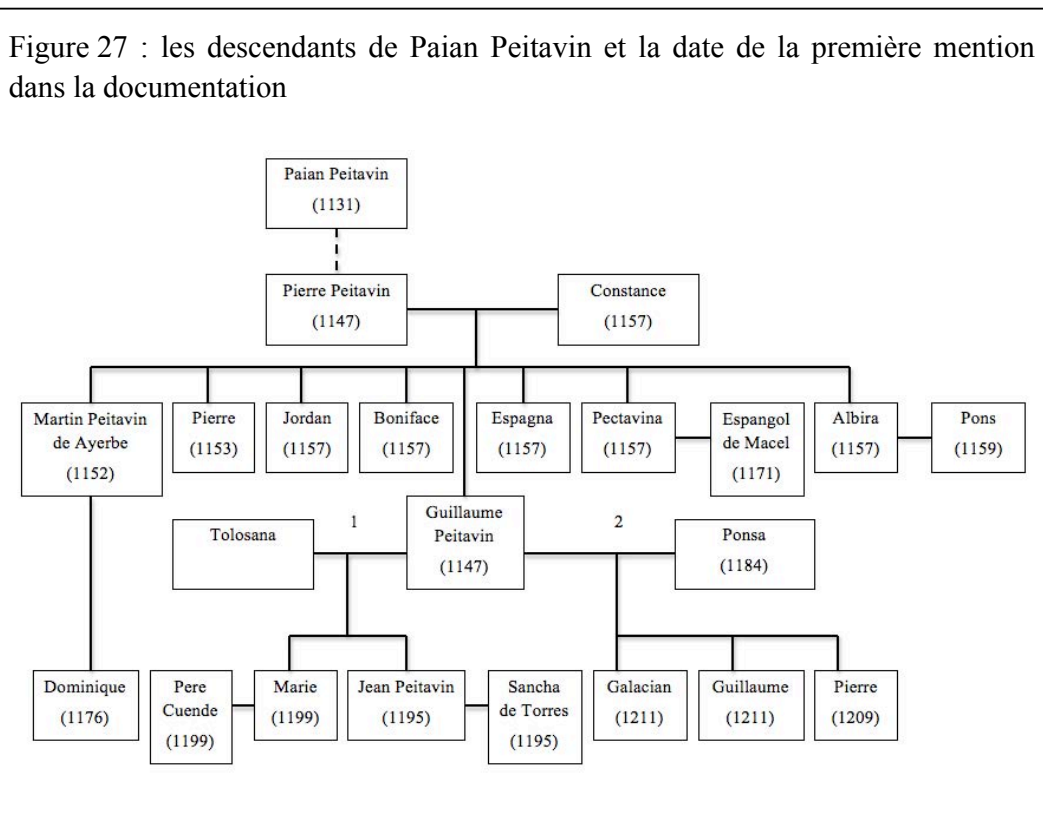 Figure 27 : les descendants de Paian Peitavin et la date de la première mention
dans la documentation
Paian Peitavin
(1131)
Pierre Peitavin
(1147)
Constance
(1157)
Martin Peitavin
de Ayerbe
(1152)
Pierre
(1153)
Jordan
(1157)
Boniface
(1157)
Espagna
(1157)
Pectavina
(1157)
Espangol
de Macel
(1171)
Albira
(1157)
Pons
(1159)
Tolosana
1
Guillaume
Peitavin
(1147)
2
Ponsa
(1184)
Dominique
(1176)
Pere
Cuende
(1199)
Marie
(1199)
Jean Peitavin
(1195)
Sancha
de Torres
(1195)
Galacian
(1211)
Guillaume
(1211)
Pierre
(1209)